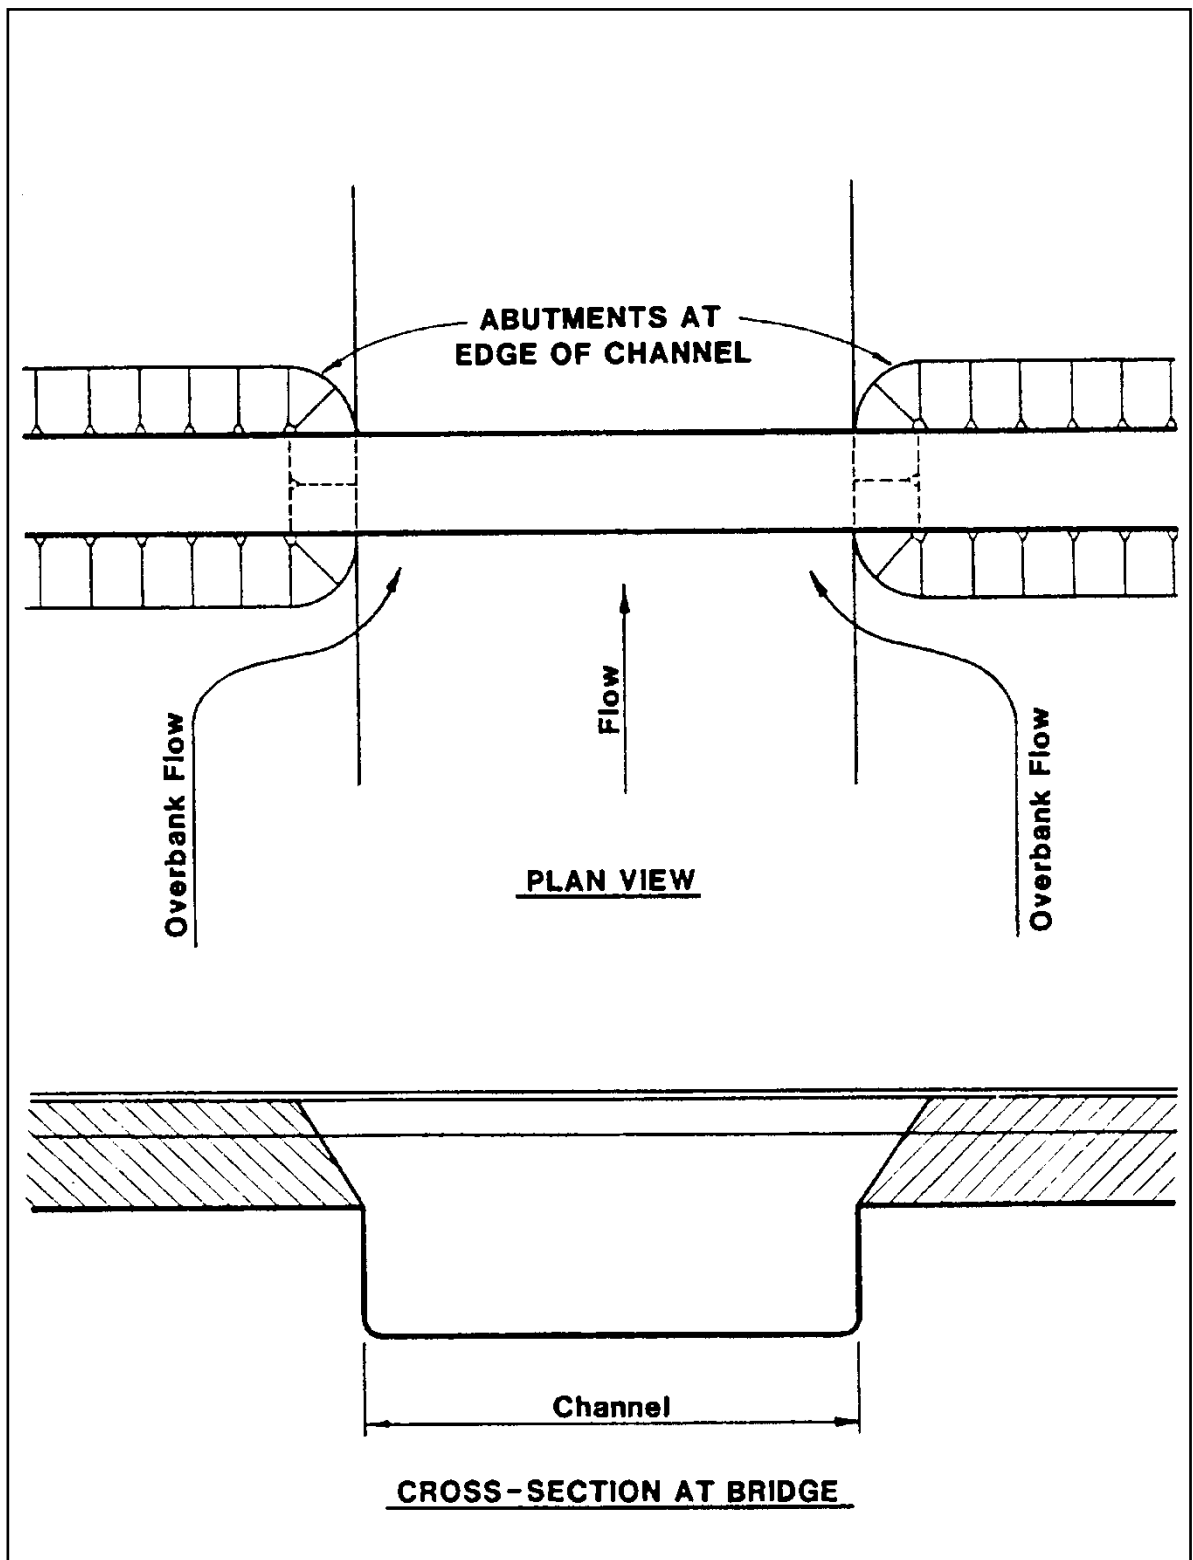 ABUTMENTS AT
EDGE OF CHANNEL
Flow
Overbank Flow
Overbank Flow
PLAN VIEW
Channel
CROSS-SECTION AT BRIDGE